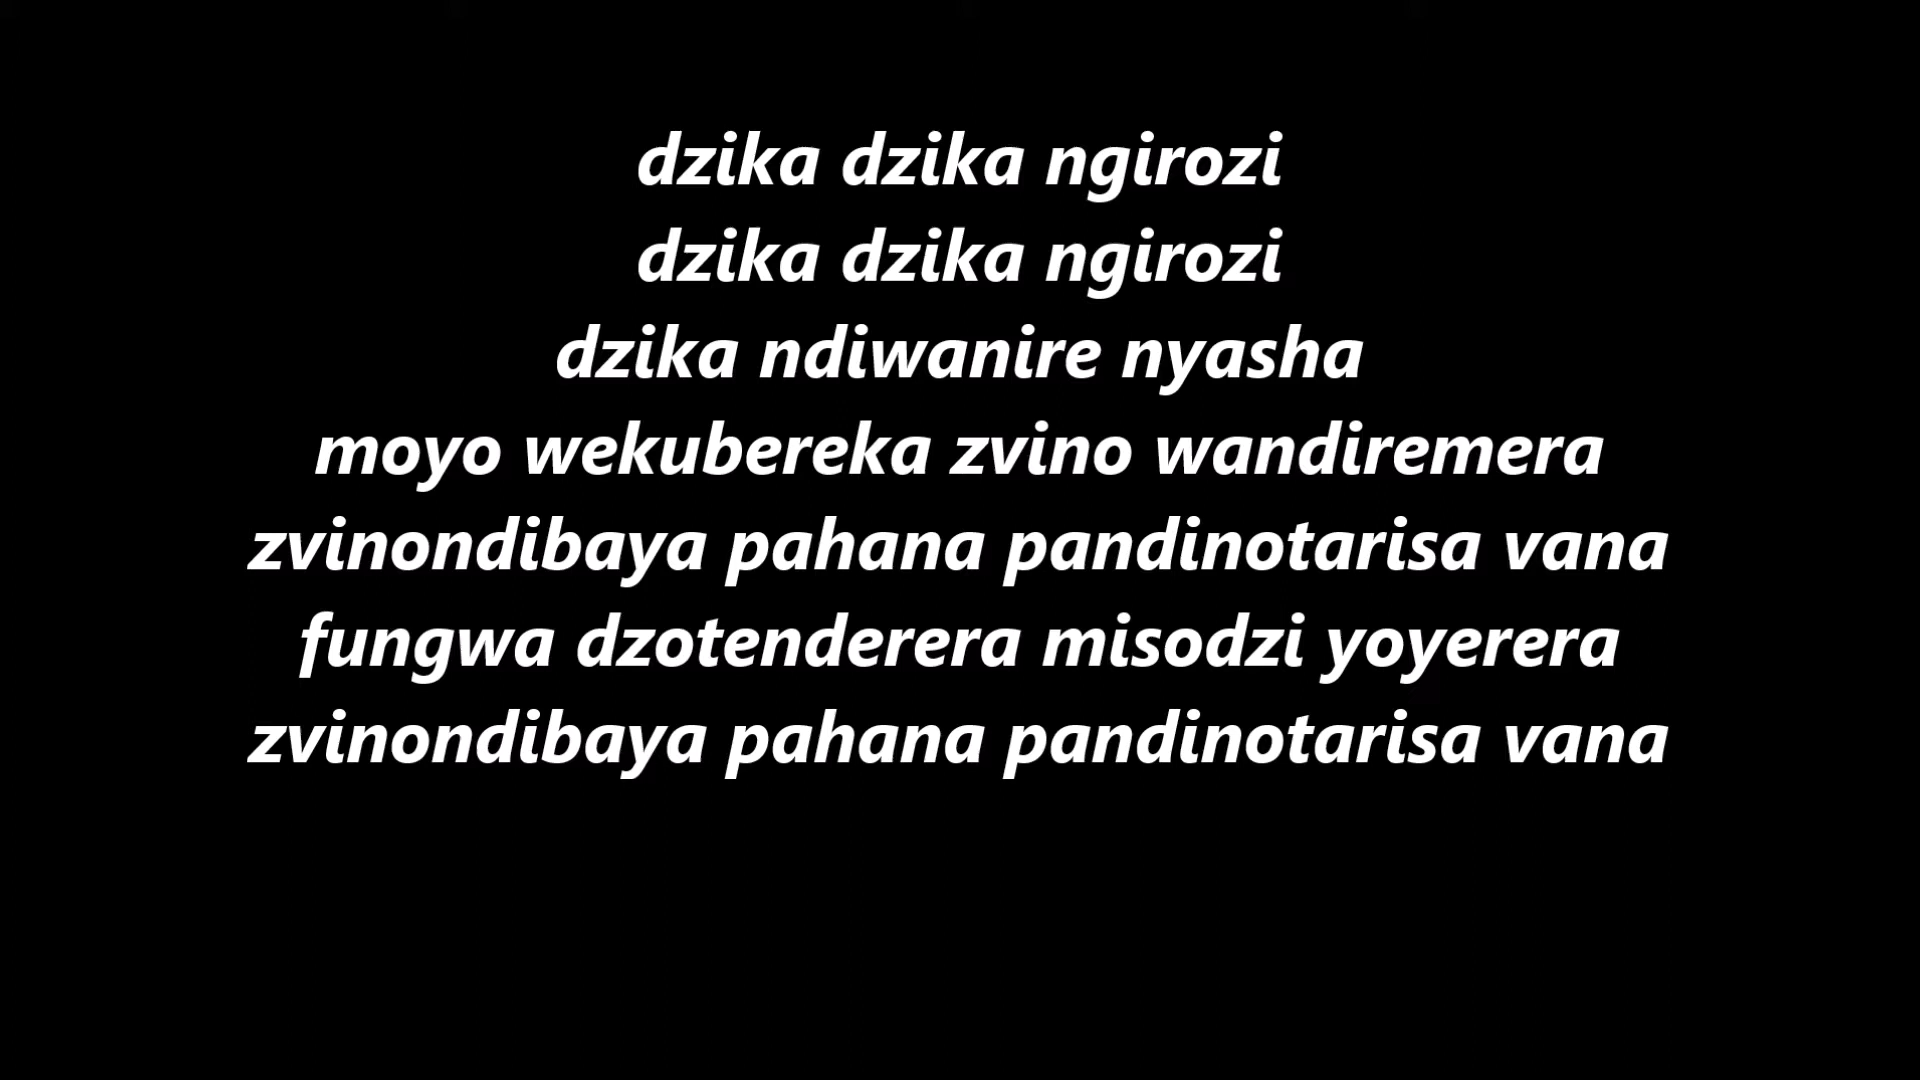 dzika dzika ngirozi
dzika dzika ngirozi
dzika ndiwanire nyasha
moyo wekubereka zvino wandiremera
zvinondibaya pahana pandinotarisa vana
fungwa dzotenderera misodzi yoyerera
zvinondibaya pahana pandinotarisa vana